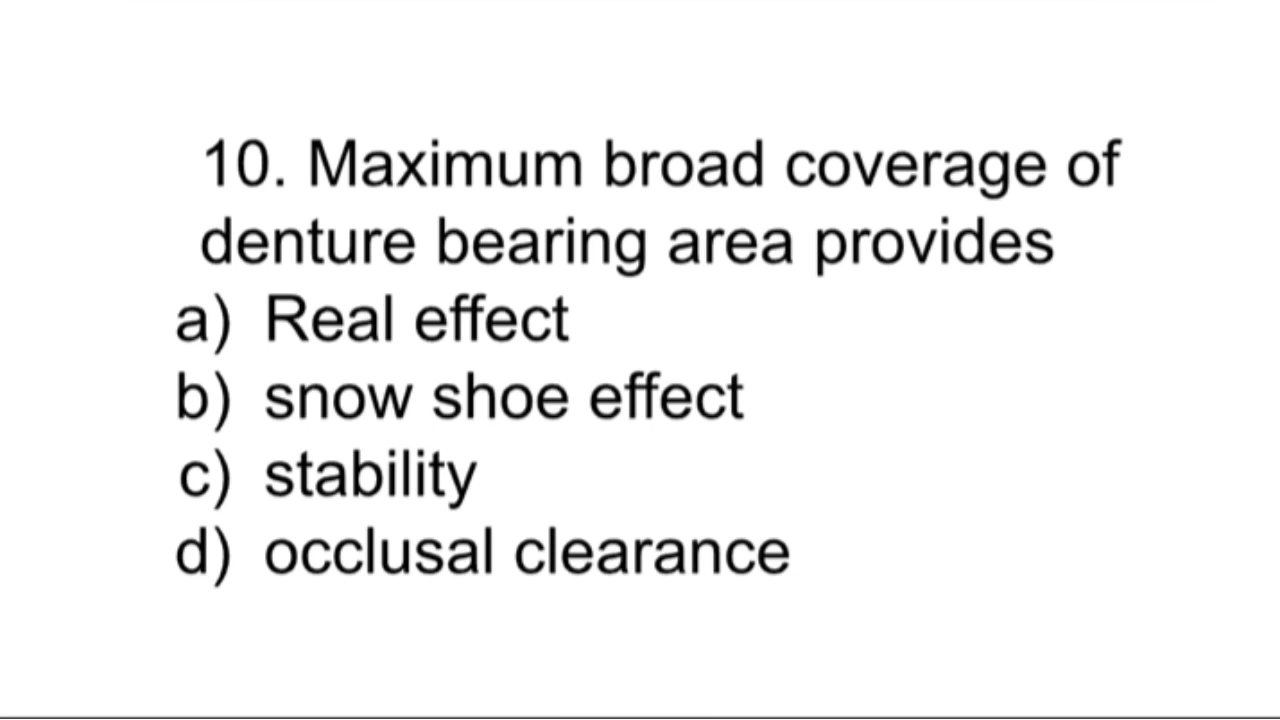 10. Maximum broad coverage of
denture bearing area provides
a) Real effect
b) snow shoe effect
c) stability
d) occlusal clearance